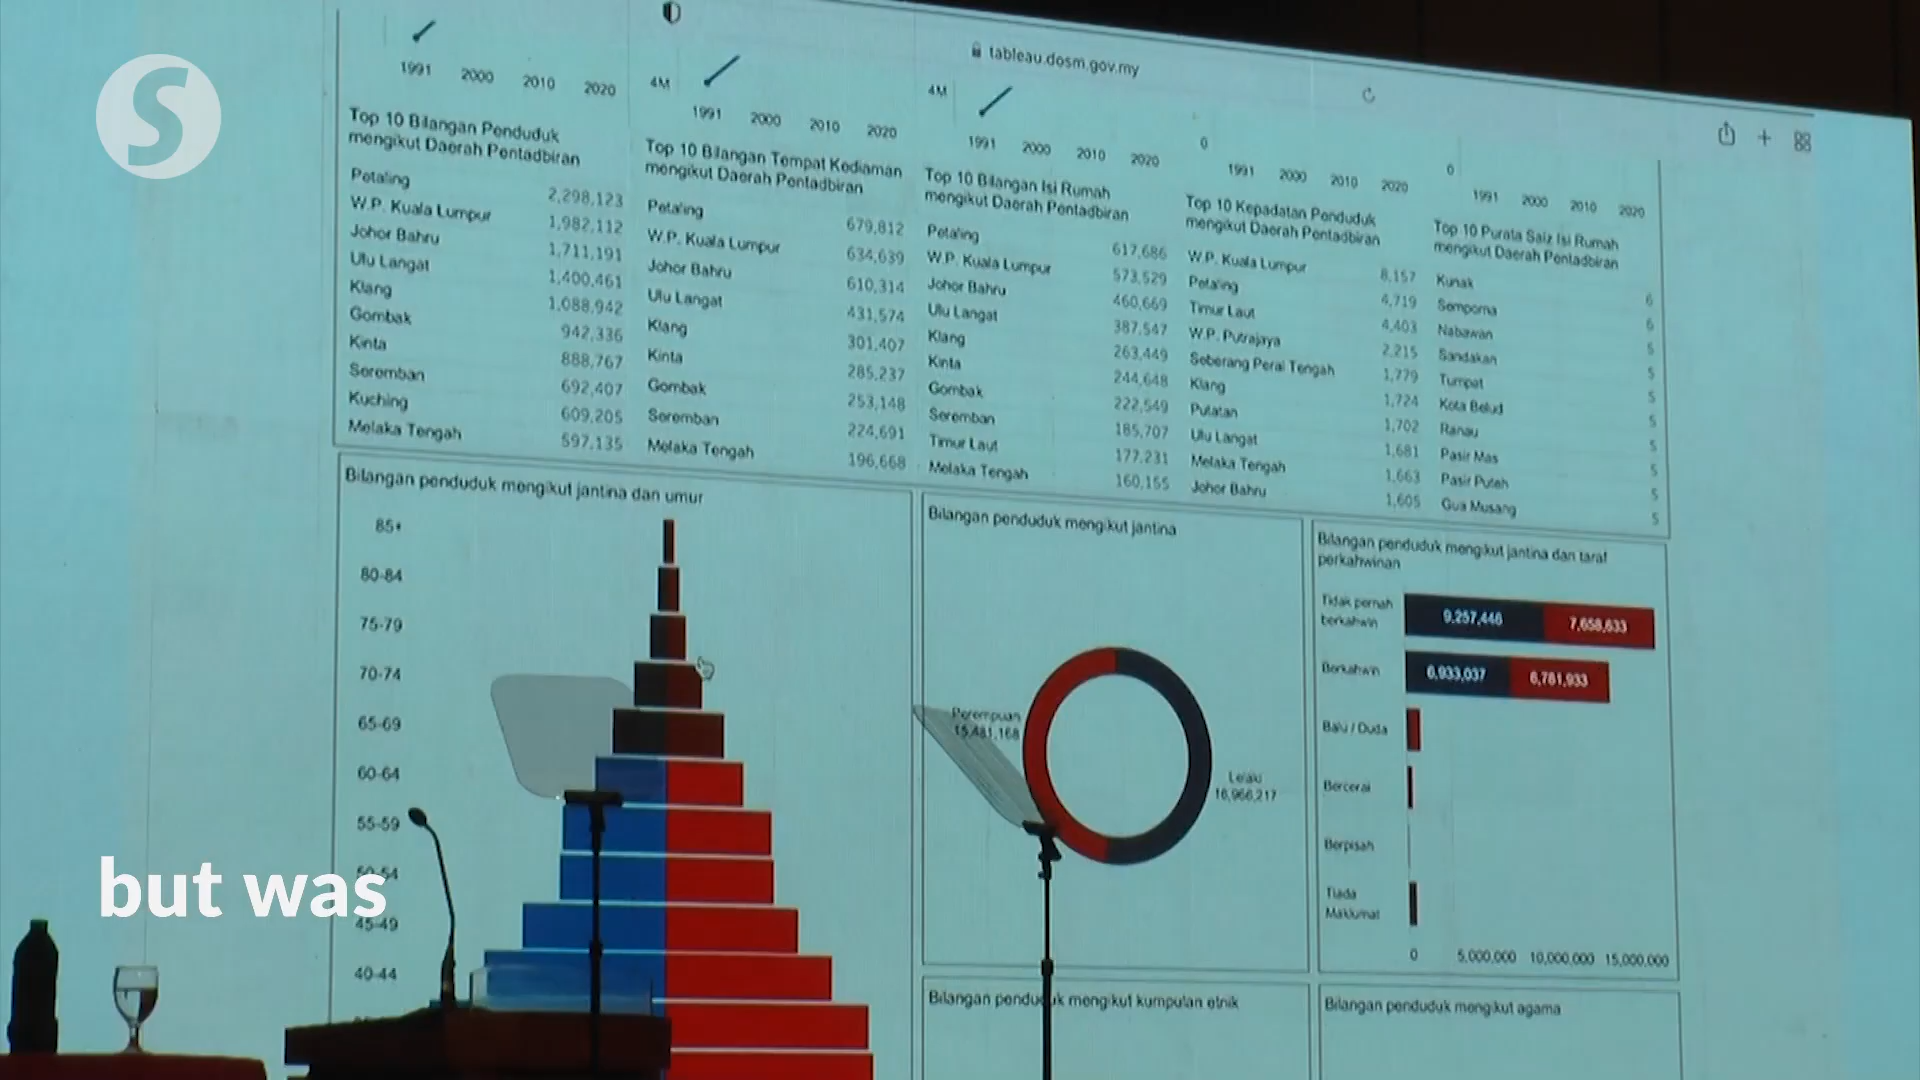 S
tableau.dosm.gov.my
1991 2000 2010 2020
4M
1991 2000 2010 2020
4M
1991 2000 2010 2020
0
1991 2000 2010 2020
0
1991 2000 2010 2020
Top 10 Bilangan Penduduk
mengikut Daerah Pentadbiran
Petaling 2,298,123
W.P. Kuala Lumpur 1,982,112
Johor Bahru 1,711,191
Ulu Langat 1,400,461
Klang 1,088,942
Gombak 942,336
Kinta 888,767
Seremban 692,407
Kuching 609,205
Melaka Tengah 597,135
Top 10 Bilangan Tempat Kediaman
mengikut Daerah Pentadbiran
Petaling 679,812
W.P. Kuala Lumpur 634,639
Johor Bahru 610,314
Ulu Langat 431,574
Klang 301,407
Kinta 285,237
Gombak 253,148
Seremban 224,691
Melaka Tengah 196,668
Top 10 Bilangan Isi Rumah
mengikut Daerah Pentadbiran
Petaling 617,686
W.P. Kuala Lumpur 573,529
Johor Bahru 460,669
Ulu Langat 387,547
Klang 263,449
Kinta 244,648
Gombak 222,549
Seremban 185,707
Timur Laut 177,231
Melaka Tengah 160,155
Top 10 Kepadatan Penduduk
mengikut Daerah Pentadbiran
W.P. Kuala Lumpur 8,157
Petaling 4,719
Timur Laut 4,403
W.P. Putrajaya 2,215
Seberang Perai Tengah 1,779
Klang 1,724
Putatan 1,702
Ulu Langat 1,681
Melaka Tengah 1,663
Johor Bahru 1,605
Top 10 Purata Saiz Isi Rumah
mengikut Daerah Pentadbiran
Kunak 6
Semporna 6
Nabawan 5
Sandakan 5
Tumpat 5
Kota Belud 5
Ranau 5
Pasir Mas 5
Pasir Puteh 5
Gua Musang 5
Bilangan penduduk mengikut jantina dan umur
85+
80-84
75-79
70-74
65-69
60-64
55-59
50-54
45-49
40-44
Bilangan penduduk mengikut jantina
Perempuan
15,481,168
Lelaki
16,966,217
Bilangan penduduk mengikut jantina dan taraf
perkahwinan
Tidak pernah
berkahwin
9,257,446 7,658,633
Berkahwin 6,933,037 6,781,933
Balu / Duda
Bercerai
Berpisah
Tiada
Maklumat
0 5,000,000 10,000,000 15,000,000
Bilangan penduduk mengikut kumpulan etnik
Bilangan penduduk mengikut agama
but was